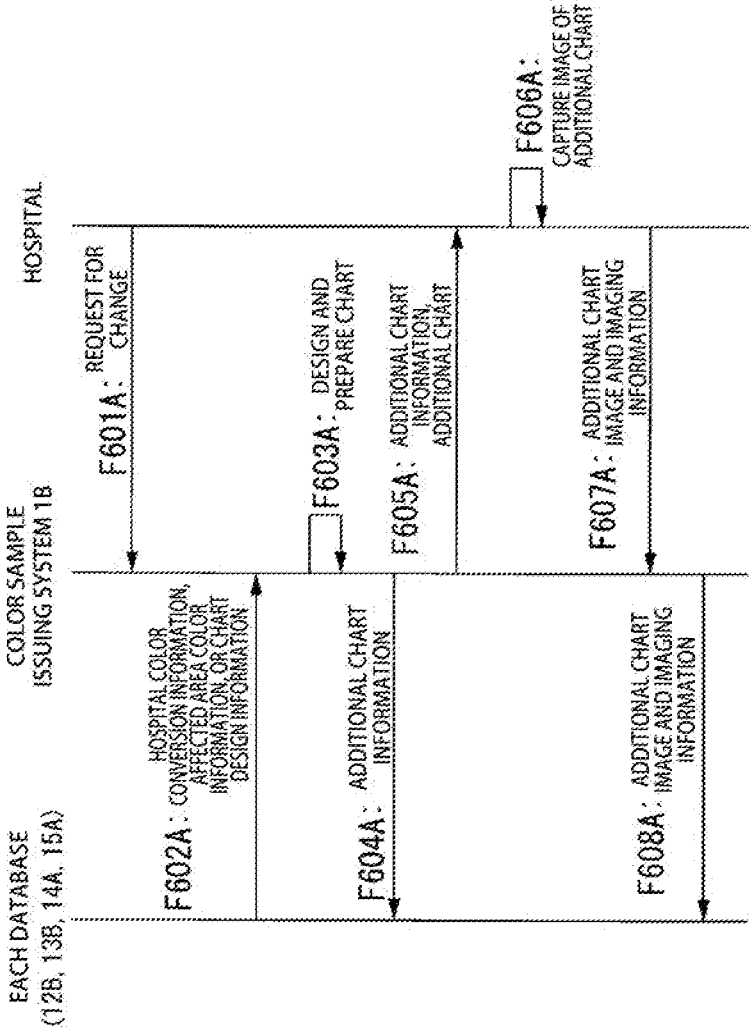 EACH DATABASE
(12B, 13B, 14A, 15A)
COLOR SAMPLE
ISSUING SYSTEM 1B
HOSPITAL
F601A: REQUEST FOR
CHANGE
HOSPITAL COLOR
F602A: CONVERSION INFORMATION,
AFFECTED AREA COLOR
INFORMATION, OR CHART
DESIGN INFORMATION
F603A: DESIGN AND
PREPARE CHART
F604A: ADDITIONAL CHART
INFORMATION
F605A: ADDITIONAL CHART
INFORMATION,
ADDITIONAL CHART
F606A:
CAPTURE IMAGE OF
ADDITIONAL CHART
F607A: ADDITIONAL CHART
IMAGE AND IMAGING
INFORMATION
F608A: ADDITIONAL CHART
IMAGE AND IMAGING
INFORMATION